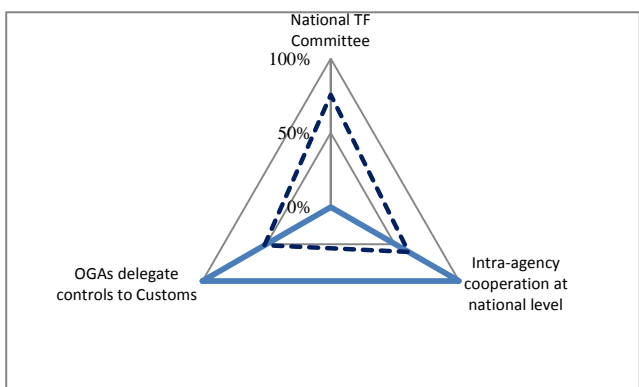 National TF
Committee
100%
50%
0%
OGAs delegate
controls to Customs
Intra-agency
cooperation at
national level